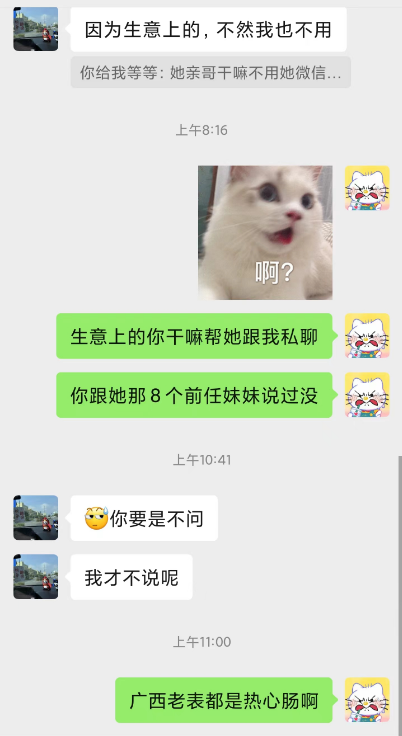 因为生意上的，不然我也不用
你给我等等：她亲哥干嘛不用她微信...
上午8:16
啊?
生意上的你干嘛帮她跟我私聊
你跟她那8个前任妹妹说过没
上午10:41
你要是不问
我才不说呢
上午11:00
广西老表都是热心肠啊